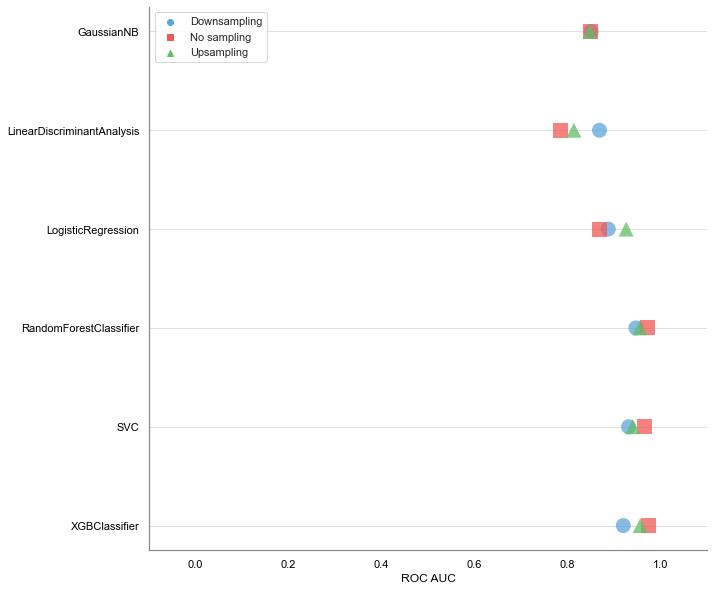 Downsampling
No sampling
Upsampling
GaussianNB
LinearDiscriminantAnalysis
LogisticRegression
RandomForestClassifier
SVC
XGBClassifier
0.0 0.2 0.4 0.6 0.8 1.0
ROC AUC